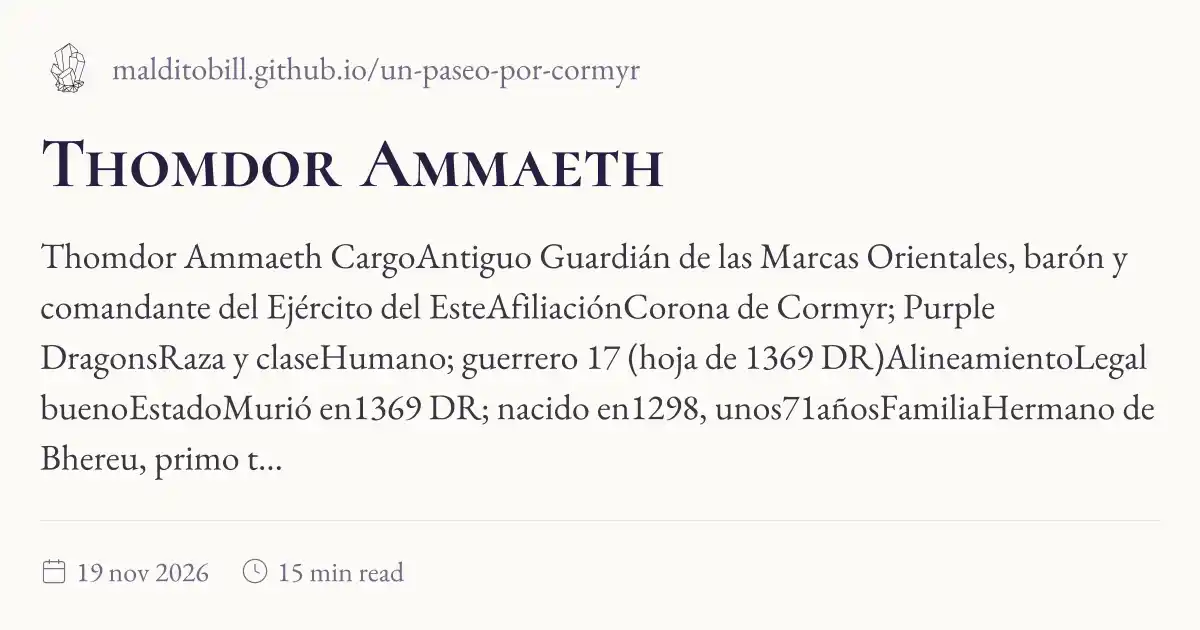 malditobill.github.io/un-paseo-por-cormyr
Thomdor Ammaeth
Thomdor Ammaeth CargoAntiguo Guardián de las Marcas Orientales, barón y
comandante del Ejército del EsteAfiliaciónCorona de Cormyr; Purple
DragonsRaza y claseHumano; guerrero 17 (hoja de 1369 DR)AlineamientoLegal
buenoEstadoMurió en1369 DR; nacido en1298, unos71añosFamiliaHermano de
Bhereu, primo t...
19 nov 2026 15 min read